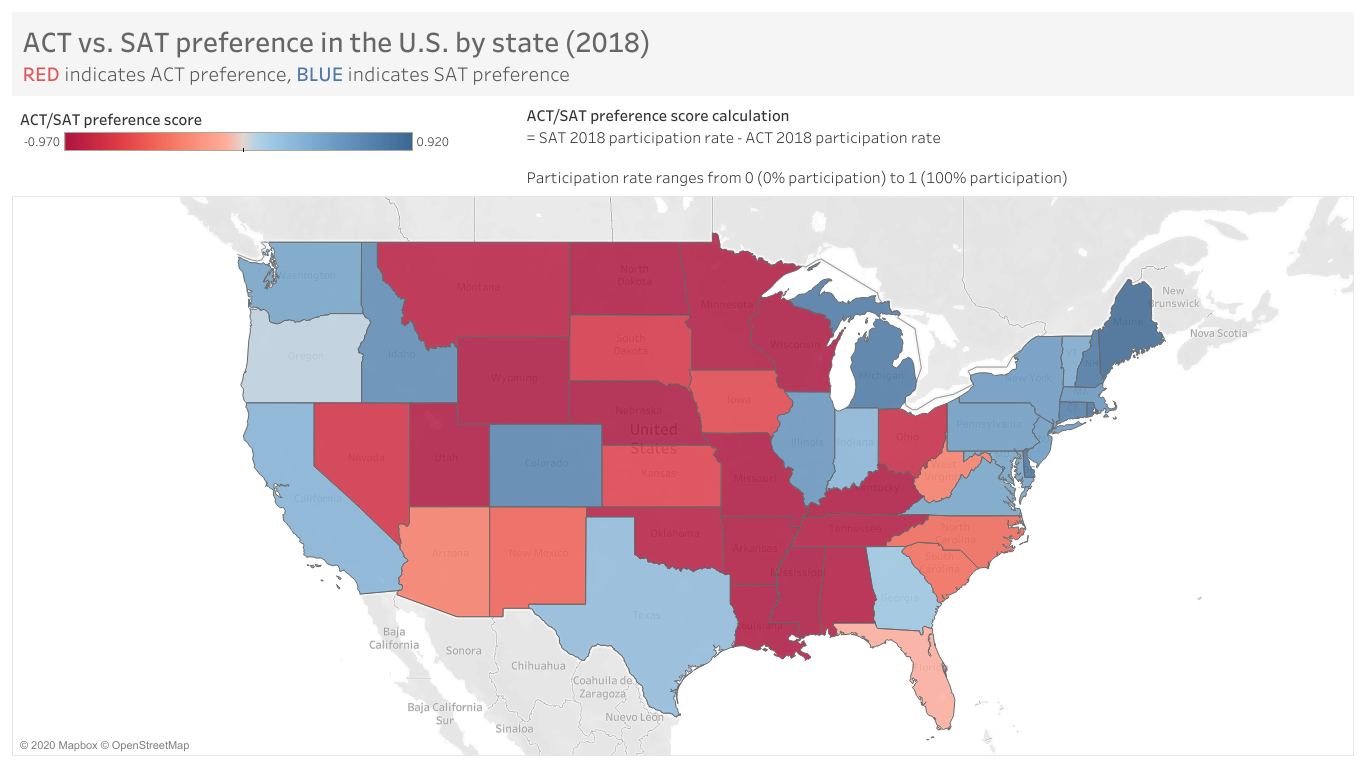 ACT vs. SAT preference in the U.S. by state (2018)
RED indicates ACT preference, BLUE indicates SAT preference
ACT/SAT preference score
-0.970
0.920
ACT/SAT preference score calculation
= SAT 2018 participation rate - ACT 2018 participation rate
Participation rate ranges from 0 (0% participation) to 1 (100% participation)
Washington
Montana
North
Dakota
Minnesota
Maine
New
Brunswick
Nova Scotia
Oregon
Idaho
South
Dakota
Wisconsin
Michigan
VT
NH
New York
MA
CT
Wyoming
Iowa
Nebraska
United
States
Nevada
Utah
Colorado
Kansas
Illinois
Indiana
Ohio
Pennsylvania
West
Virginia
California
Missouri
Kentucky
Arizona
New Mexico
Oklahoma
Arkansas
Tennessee
North
Carolina
South
Carolina
Mississippi
Georgia
Texas
Louisiana
Florida
Baja
California
Sonora
Chihuahua
Coahuila de
Zaragoza
Baja California
Sur
Sinaloa
Nuevo León
© 2020 Mapbox © OpenStreetMap